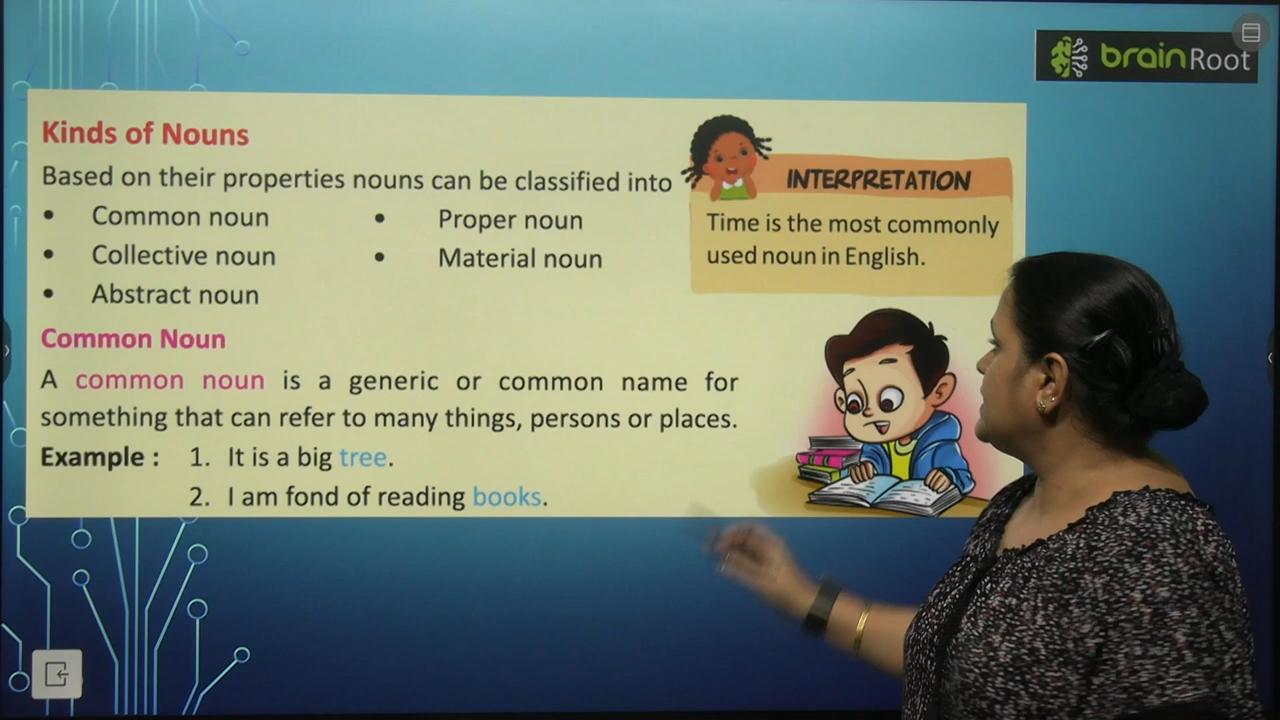 brainRoot
Kinds of Nouns
Based on their properties nouns can be classified into
• Common noun • Proper noun
• Collective noun • Material noun
• Abstract noun
INTERPRETATION
Time is the most commonly
used noun in English.
Common Noun
A common noun is a generic or common name for
something that can refer to many things, persons or places.
Example : 1. It is a big tree.
2. I am fond of reading books.